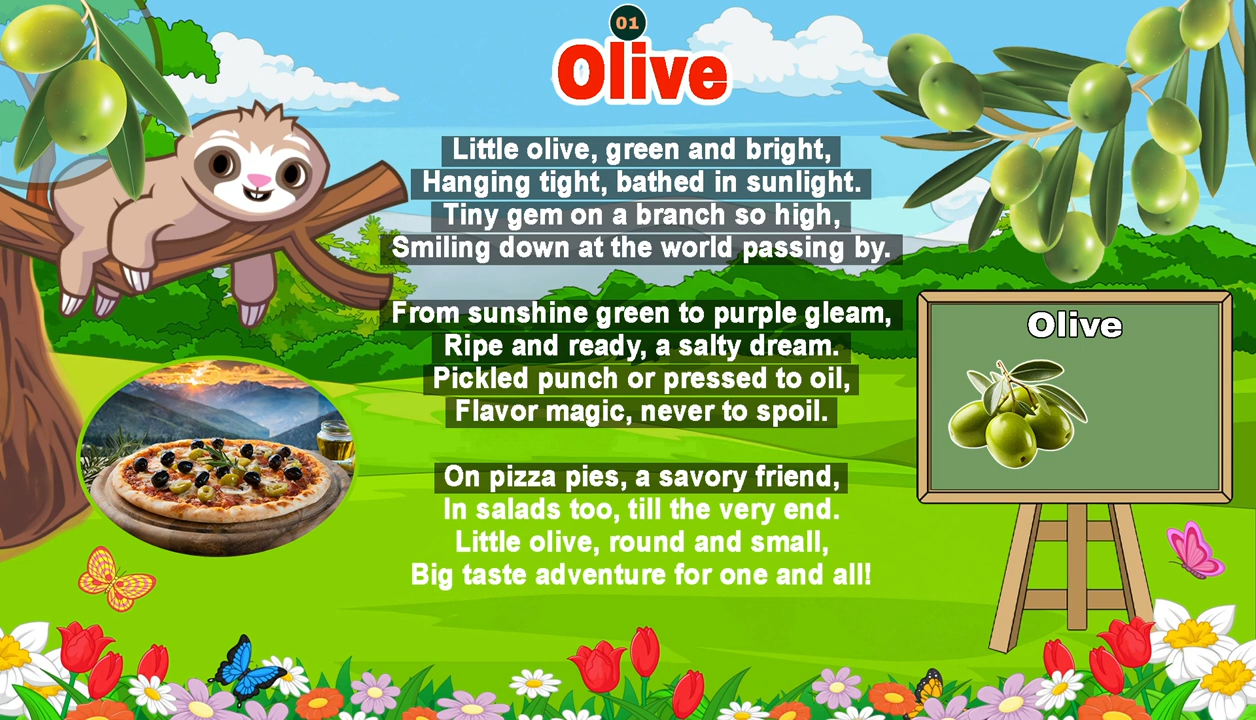 01
Olive
Little olive, green and bright,
Hanging tight, bathed in sunlight.
Tiny gem on a branch so high,
Smiling down at the world passing by.
From sunshine green to purple gleam,
Ripe and ready, a salty dream.
Pickled punch or pressed to oil,
Flavor magic, never to spoil.
On pizza pies, a savory friend,
In salads too, till the very end.
Little olive, round and small,
Big taste adventure for one and all!
Olive